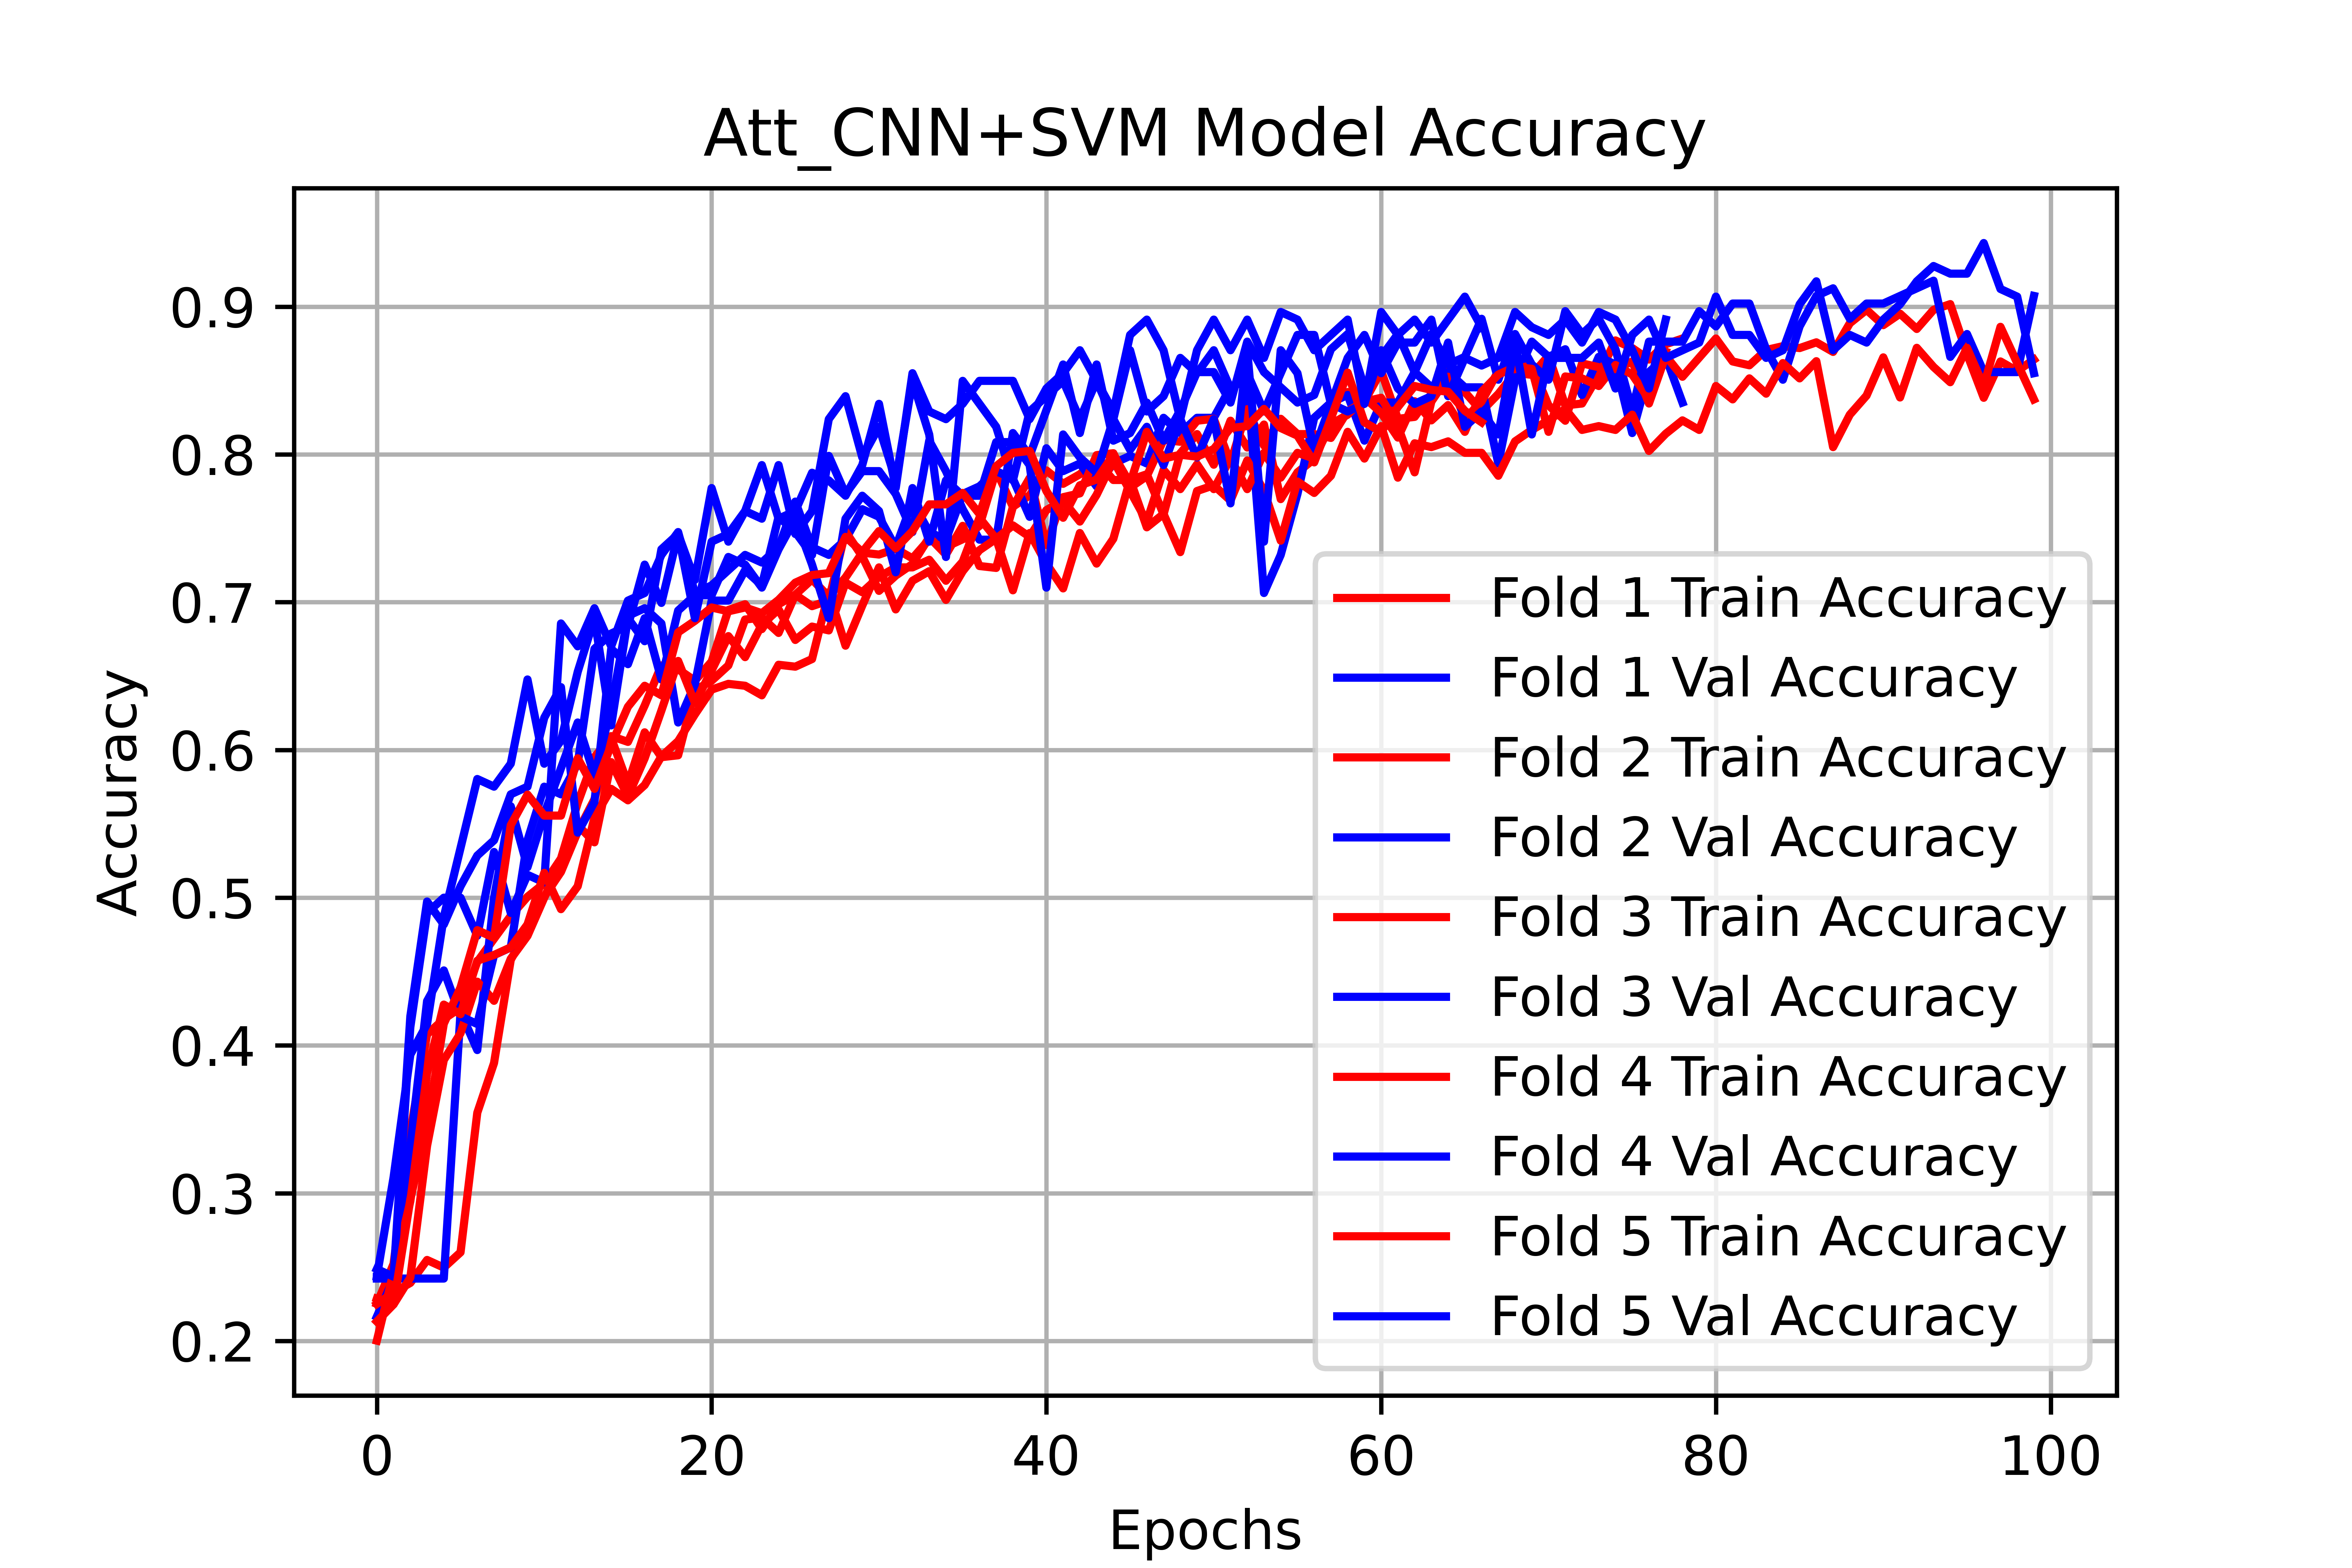 Att_CNN+SVM Model Accuracy
Accuracy
0.9
0.8
0.7
0.6
0.5
0.4
0.3
0.2
Fold 1 Train Accuracy
Fold 1 Val Accuracy
Fold 2 Train Accuracy
Fold 2 Val Accuracy
Fold 3 Train Accuracy
Fold 3 Val Accuracy
Fold 4 Train Accuracy
Fold 4 Val Accuracy
Fold 5 Train Accuracy
Fold 5 Val Accuracy
0 20 40 60 80 100
Epochs